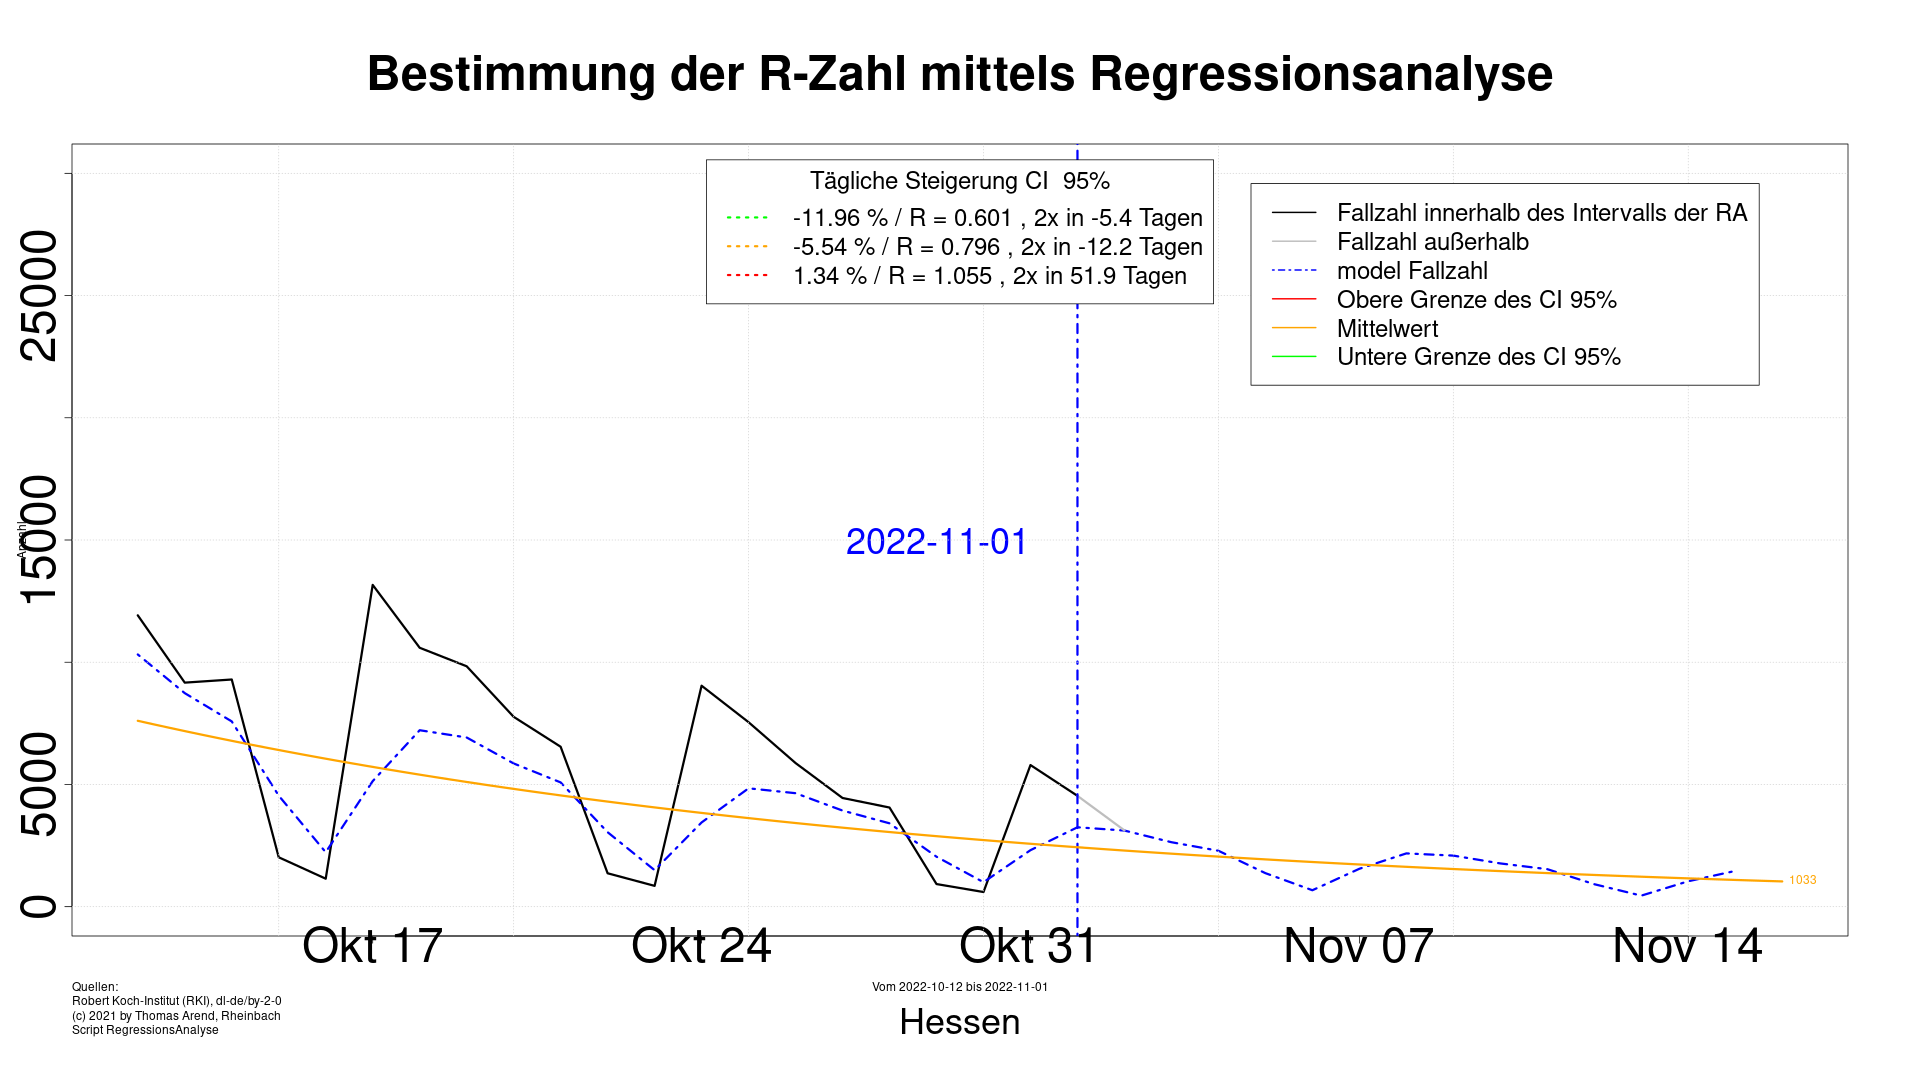 Bestimmung der R-Zahl mittels Regressionsanalyse
Tägliche Steigerung CI  95%
-11.96 % / R = 0.601 , 2x in -5.4 Tagen
-5.54 % / R = 0.796 , 2x in -12.2 Tagen
1.34 % / R = 1.055 , 2x in 51.9 Tagen
Fallzahl innerhalb des Intervalls der RA
Fallzahl außerhalb
model Fallzahl
Obere Grenze des CI 95%
Mittelwert
Untere Grenze des CI 95%
25000
15000
5000
0
Anzahl
2022-11-01
1033
Okt 17
Okt 24
Okt 31
Nov 07
Nov 14
Quellen:
Robert Koch-Institut (RKI), dl-de/by-2-0
(c) 2021 by Thomas Arend, Rheinbach
Script RegressionsAnalyse
Vom 2022-10-12 bis 2022-11-01
Hessen